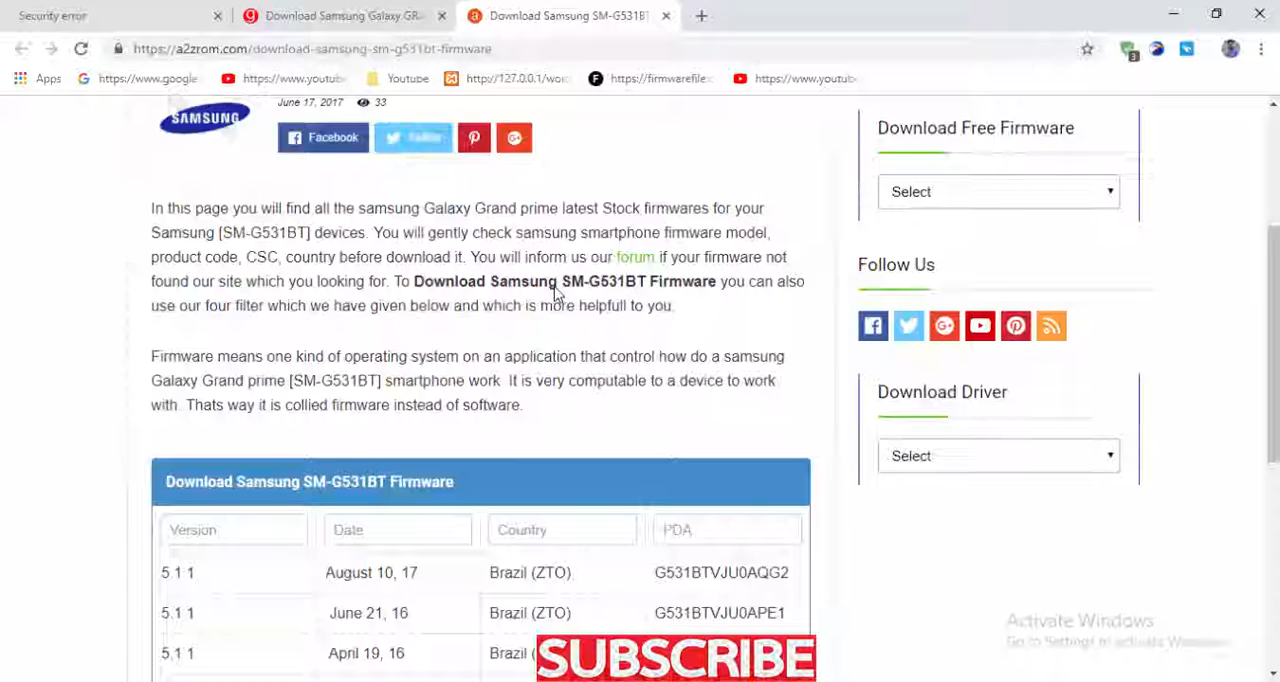 Security error
Download Samsung Galaxy GR
Download Samsung SM-G531BT
https://a2zrom.com/download-samsung-sm-g531bt-firmware
3
Apps
https://www.google
https://www.youtub
Youtube
http://127.0.0.1/wor
https://firmwarefile
https://www.youtub
SAMSUNG
June 17, 2017 33
Facebook
In this page you will find all the samsung Galaxy Grand prime latest Stock firmwares for your
Samsung [SM-G531BT] devices. You will gently check samsung smartphone firmware model,
product code, CSC, country before download it. You will inform us our forum if your firmware not
found our site which you looking for. To Download Samsung SM-G531BT Firmware you can also
use our four filter which we have given below and which is more helpfull to you.
Firmware means one kind of operating system on an application that control how do a samsung
Galaxy Grand prime [SM-G531BT] smartphone work. It is very computable to a device to work
with. Thats way it is collied firmware instead of software.
Download Samsung SM-G531BT Firmware
Version Date Country PDA
5.1.1 August 10, 17 Brazil (ZTO) G531BTVJU0AQG2
5.1.1 June 21, 16 Brazil (ZTO) G531BTVJU0APE1
5.1.1 April 19, 16
Download Free Firmware
Select
Follow Us
Download Driver
Select
Activate Windows
Go to Settings to activate Windows.
SUBSCRIBE